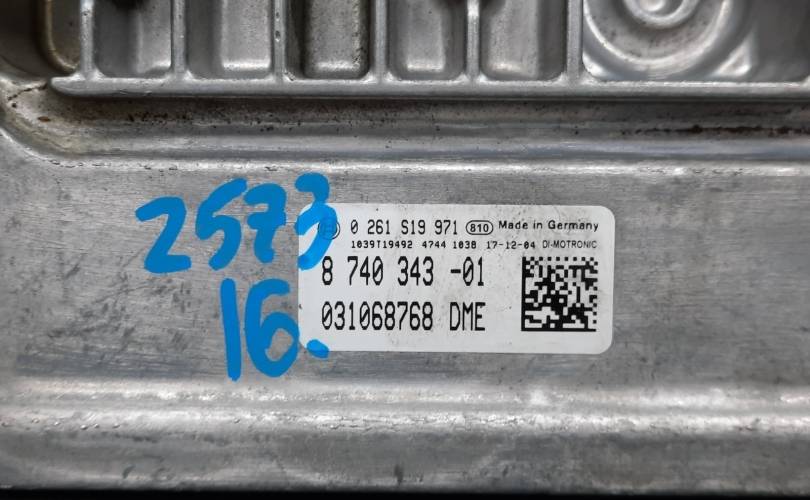 2573
16.
0 261 S19 971 810 Made in Germany
1039T19492 4744 1038 17-12-04 DI-MOTRONIC
8 740 343 -01
031068768 DME